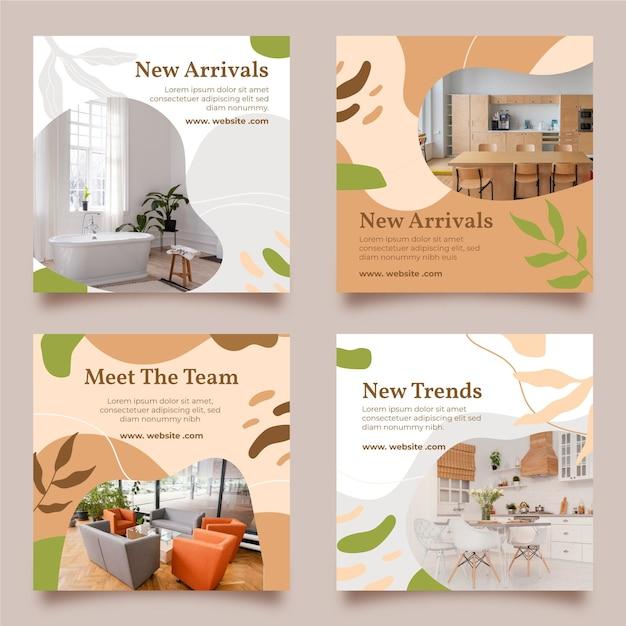 New Arrivals
Lorem ipsum dolor sit amet,
consectetuer adipiscing
elit, sed diam
nonummy.
www. website .com
New Arrivals
Lorem ipsum dolor sit amet,
consectetuer adipiscing elit, sed diam
nonummy nibh euismod
www. website .com
Meet The Team
Lorem ipsum dolor sit amet,
consectetuer adipiscing
elit, sed diam nonummy.
www. website .com
New Trends
Lorem ipsum dolor sit amet,
consectetuer adipiscing elit,
sed diam nonummy.
www. website .com